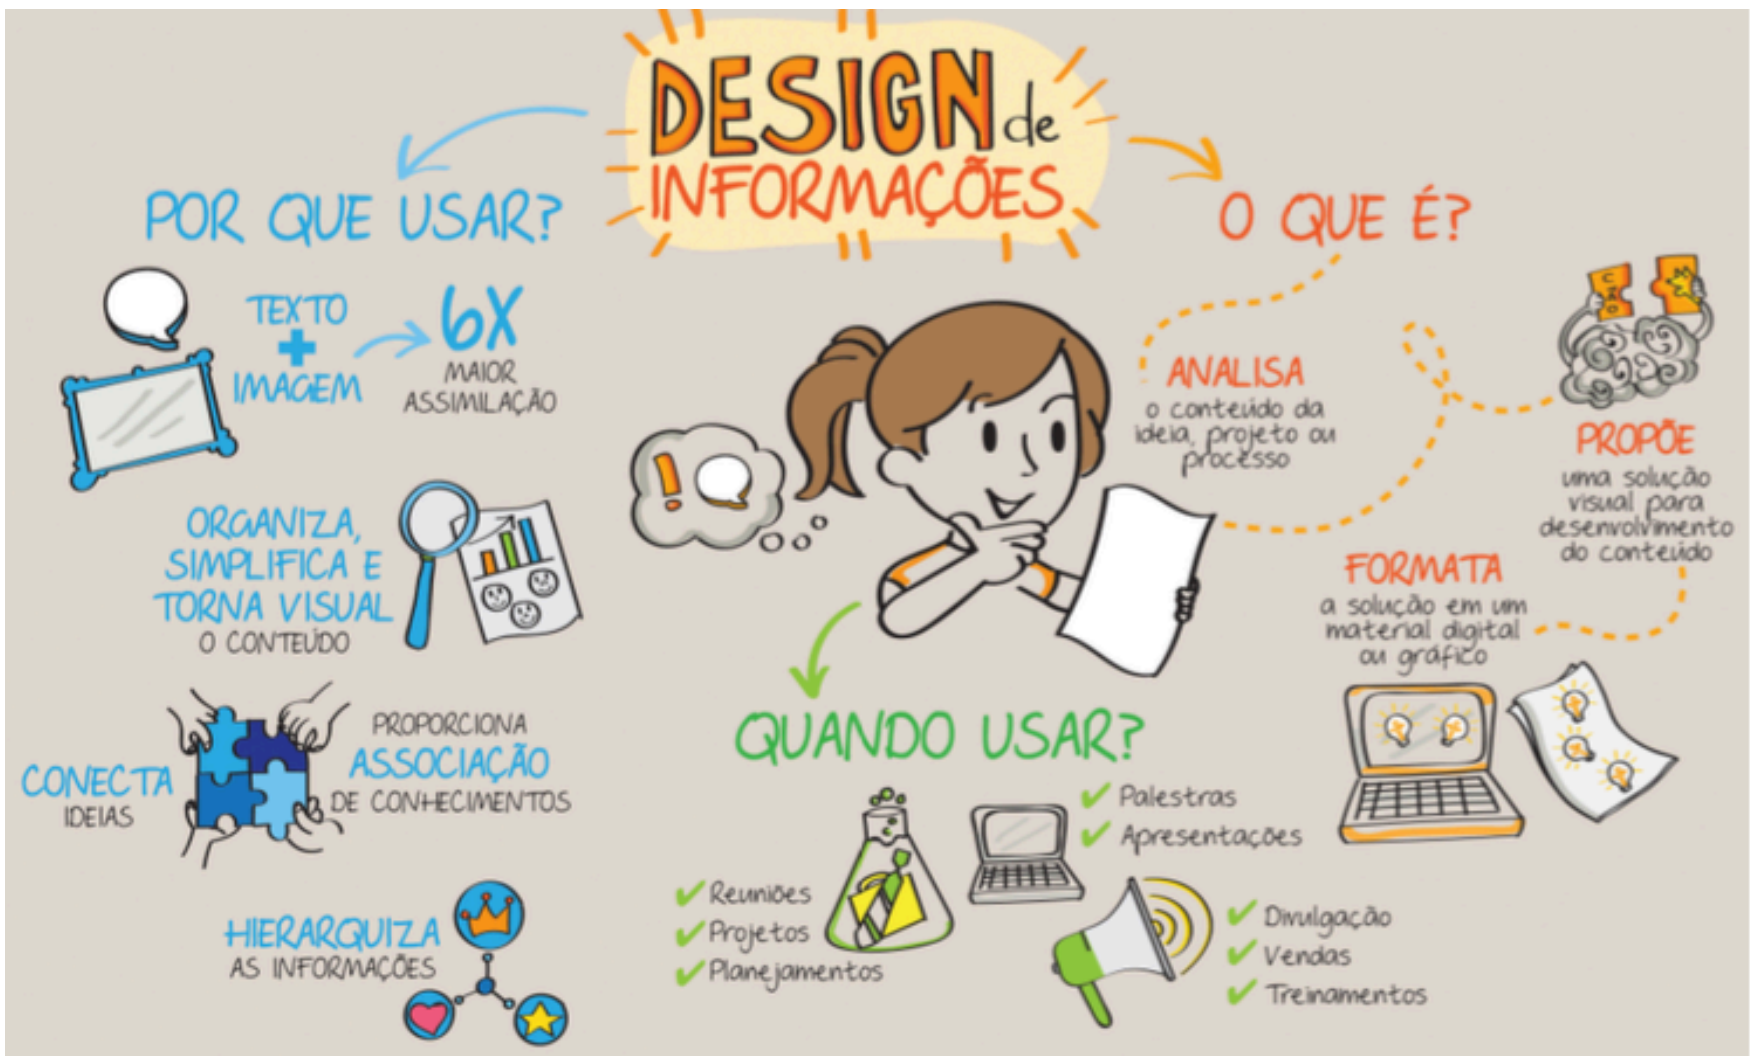 DESIGN de
INFORMAÇÕES
POR QUE USAR?
TEXTO
+
IMAGEM
6X
MAIOR
ASSIMILAÇÃO
ORGANIZA,
SIMPLIFICA E
TORNA VISUAL
O CONTEÚDO
CONECTA
IDEIAS
PROPORCIONA
ASSOCIAÇÃO
DE CONHECIMENTOS
HIERARQUIZA
AS INFORMAÇÕES
O QUE É?
ANALISA
o conteúdo da
ideia, projeto ou
processo
PROPÕE
uma solução
visual para
desenvolvimento
do conteúdo
FORMATA
a solução em um
material digital
ou gráfico
QUANDO USAR?
Reuniões
Projetos
Planejamentos
Palestras
Apresentações
Divulgação
Vendas
Treinamentos